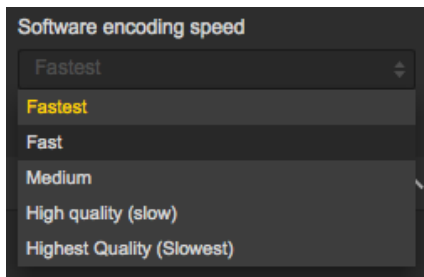 Software encoding speed
Fastest
Fastest
Fast
Medium
High quality (slow)
Highest Quality (Slowest)